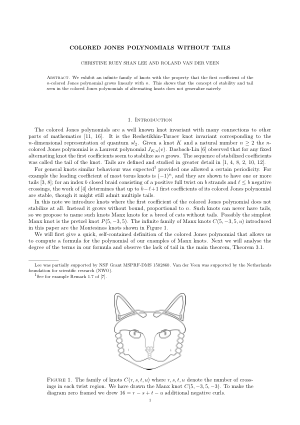 COLORED JONES POLYNOMIALS WITHOUT TAILS
CHRISTINE RUEY SHAN LEE AND ROLAND VAN DER VEEN
Abstract. We exhibit an infinite family of knots with the property that the first coefficient of the
n-colored Jones polynomial grows linearly with n. This shows that the concept of stability and tail
seen in the colored Jones polynomials of alternating knots does not generalize naively.
1. Introduction
The colored Jones polynomials are a well known knot invariant with many connections to other
parts of mathematics [11, 16]. It is the Reshetikhin-Turaev knot invariant corresponding to the
n-dimensional representation of quantum sl₂. Given a knot K and a natural number n ≥ 2 the n-
colored Jones polynomial is a Laurent polynomial
Dasbach-Lin [6] observed that for any fixed
alternating knot the first coefficients seem to stabilize as n grows. The sequence of stabilised coefficients
was called the tail of the knot. Tails are defined and studied in greater detail in [1, 4, 8, 2, 10, 12].
For general knots similar behaviour was expected¹ provided one allowed a certain periodicity. For
example the leading coefficient of most torus knots is (−1)ⁿ, and they are shown to have one or more
tails [3, 8]; for an index b closed braid consisting of a positive full twist on b strands and ℓ ≤ b negative
crossings, the work of [4] determines that up to b−ℓ+1 first coefficients of its colored Jones polynomial
are stable, though it might still admit multiple tails.
In this note we introduce knots where the first coefficient of the colored Jones polynomial does not
stabilize at all. Instead it grows without bound, proportional to n. Such knots can never have tails,
so we propose to name such knots Manx knots for a breed of cats without tails. Possibly the simplest
Manx knot is the pretzel knot
The infinite family of Manx knots
introduced
in this paper are the Montesinos knots shown in Figure 1.
We will first give a quick, self-contained definition of the colored Jones polynomial that allows us
to compute a formula for the polynomial of our examples of Manx knots. Next we will analyse the
degree of the terms in our formula and observe the lack of tail in the main theorem, Theorem 3.1.
Lee was partially supported by NSF Grant MSPRF-DMS 1502860. Van der Veen was supported by the Netherlands
foundation for scientific research (NWO).
¹See for example Remark 1.7 of [7]
Figure 1. The family of knots C(r, s, t, u) where r, s, t, u denote the number of cross-
ings in each twist region. We have drawn the Manx knot C(5, −3, 5, −3). To make the
diagram zero framed we drew 16 = r − s + t − u additional negative curls.
1